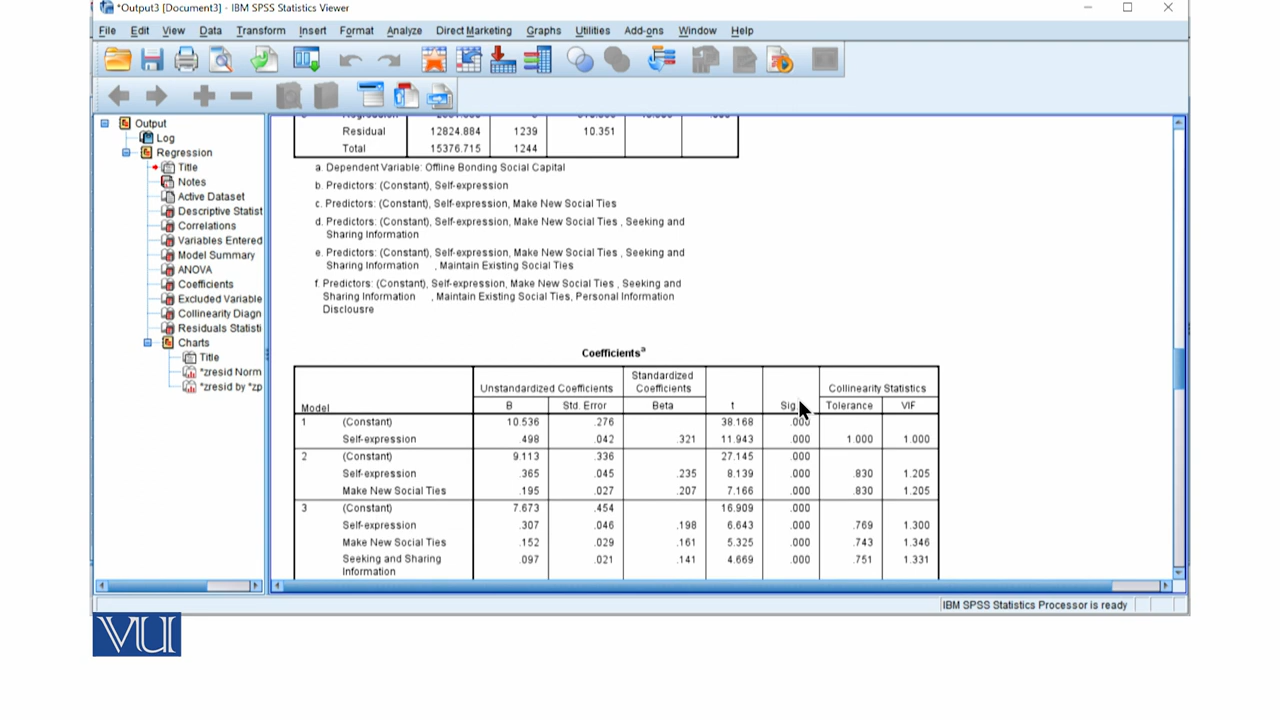 *Output3 [Document3] - IBM SPSS Statistics Viewer
File Edit View Data Transform Insert Format Analyze Direct Marketing Graphs Utilities Add-ons Window Help
Output
Log
Regression
Title
Notes
Active Dataset
Descriptive Statist
Correlations
Variables Entered
Model Summary
ANOVA
Coefficients
Excluded Variable
Collinearity Diagn
Residuals Statisti
Charts
Title
*zresid Norm
*zresid by *zp
Residual 12824.884 1239 10.351
Total 15376.715 1244
a. Dependent Variable: Offline Bonding Social Capital
b. Predictors: (Constant), Self-expression
c. Predictors: (Constant), Self-expression, Make New Social Ties
d. Predictors: (Constant), Self-expression, Make New Social Ties , Seeking and
Sharing Information
e. Predictors: (Constant), Self-expression, Make New Social Ties , Seeking and
Sharing Information , Maintain Existing Social Ties
f. Predictors: (Constant), Self-expression, Make New Social Ties , Seeking and
Sharing Information , Maintain Existing Social Ties, Personal Information
Disclousre
Coefficientsa
Model Unstandardized Coefficients Standardized Coefficients t Sig. Collinearity Statistics
B Std. Error Beta Tolerance VIF
1 (Constant) 10.536 .276 38.168 .000
Self-expression .498 .042 .321 11.943 .000 1.000 1.000
2 (Constant) 9.113 .336 27.145 .000
Self-expression .365 .045 .235 8.139 .000 .830 1.205
Make New Social Ties .195 .027 .207 7.166 .000 .830 1.205
3 (Constant) 7.673 .454 16.909 .000
Self-expression .307 .046 .198 6.643 .000 .769 1.300
Make New Social Ties .152 .029 .161 5.325 .000 .743 1.346
Seeking and Sharing .097 .021 .141 4.669 .000 .751 1.331
Information
IBM SPSS Statistics Processor is ready
VU